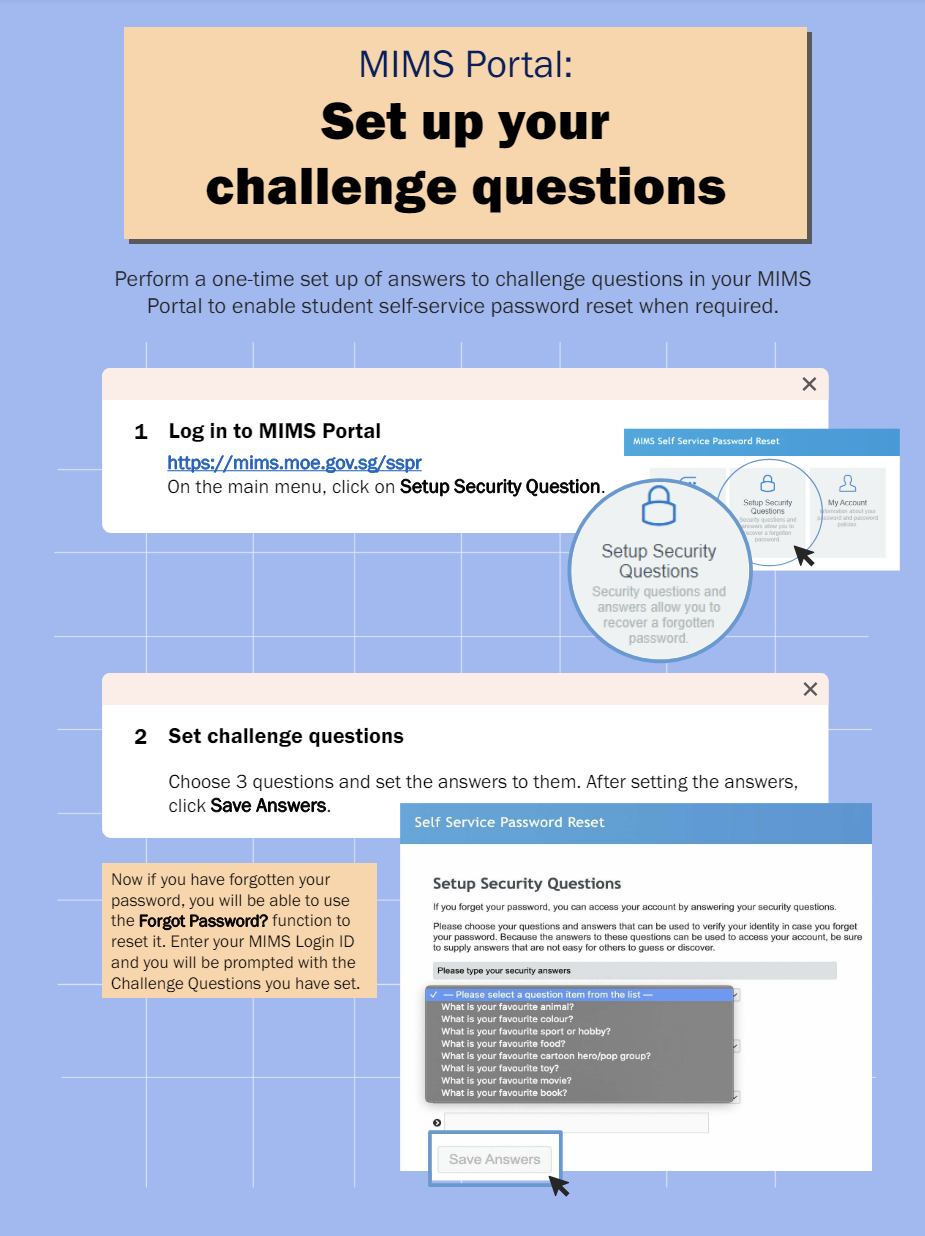 MIMS Portal:
Set up your
challenge questions
Perform a one-time set up of answers to challenge questions in your MIMS
Portal to enable student self-service password reset when required.
1 Log in to MIMS Portal
https://mims.moe.gov.sg/sspr
On the main menu, click on Setup Security Question.
MIMS Self Service Password Reset
Setup Security
Questions
Security questions and
answers allow you to
recover a forgotten
password.
My Account
Information about your
password and password
policies.
Setup Security
Questions
Security questions and
answers allow you to
recover a forgotten
password.
2 Set challenge questions
Choose 3 questions and set the answers to them. After setting the answers,
click Save Answers.
Now if you have forgotten your
password, you will be able to use
the Forgot Password? function to
reset it. Enter your MIMS Login ID
and you will be prompted with the
Challenge Questions you have set.
Self Service Password Reset
Setup Security Questions
If you forget your password, you can access your account by answering your security questions.
Please choose your questions and answers that can be used to verify your identity in case you forget
your password. Because the answers to these questions can be used to access your account, be sure
to supply answers that are not easy for others to guess or discover.
Please type your security answers
✓ — Please select a question item from the list —
What is your favourite animal?
What is your favourite colour?
What is your favourite sport or hobby?
What is your favourite food?
What is your favourite cartoon hero/pop group?
What is your favourite toy?
What is your favourite movie?
What is your favourite book?
Save Answers